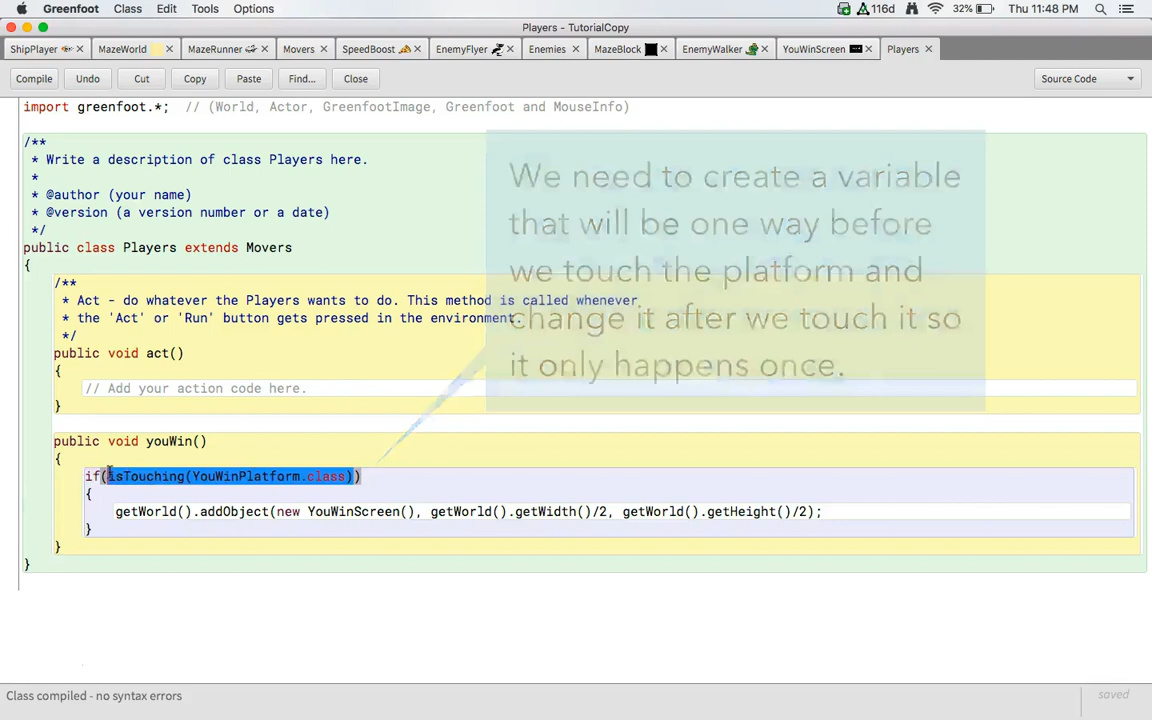 Greenfoot Class Edit Tools Options 116d 32% Thu 11:48 PM
Players - TutorialCopy
ShipPlayer MazeWorld MazeRunner Movers SpeedBoost EnemyFlyer Enemies MazeBlock EnemyWalker YouWinScreen Players
Compile Undo Cut Copy Paste Find... Close Source Code
import greenfoot.*; // (World, Actor, GreenfootImage, Greenfoot and MouseInfo)
/**
* Write a description of class Players here.
*
* @author (your name)
* @version (a version number or a date)
*/
public class Players extends Movers
{
/**
* Act - do whatever the Players wants to do. This method is called whenever
* the 'Act' or 'Run' button gets pressed in the environment.
*/
public void act()
{
// Add your action code here.
}
public void youWin()
{
if(isTouching(YouWinPlatform.class))
{
getWorld().addObject(new YouWinScreen(), getWorld().getWidth()/2, getWorld().getHeight()/2);
}
}
}
We need to create a variable
that will be one way before
we touch the platform and
change it after we touch it so
it only happens once.
Class compiled - no syntax errors
saved